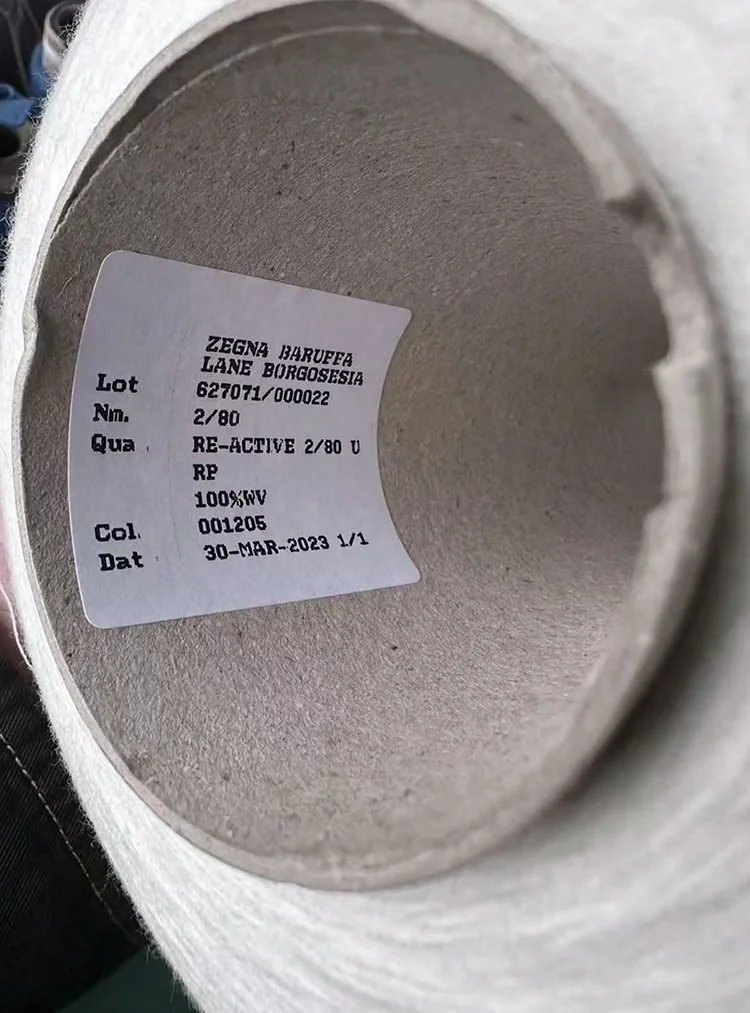 ZEGNA BARUFFA
LANE BORGOSESIA
Lot 627071/000022
Nm. 2/80
Qua . RE-ACTIVE 2/80 U
RP
100%WV
Col. 001205
Dat : 30-MAR-2023 1/1